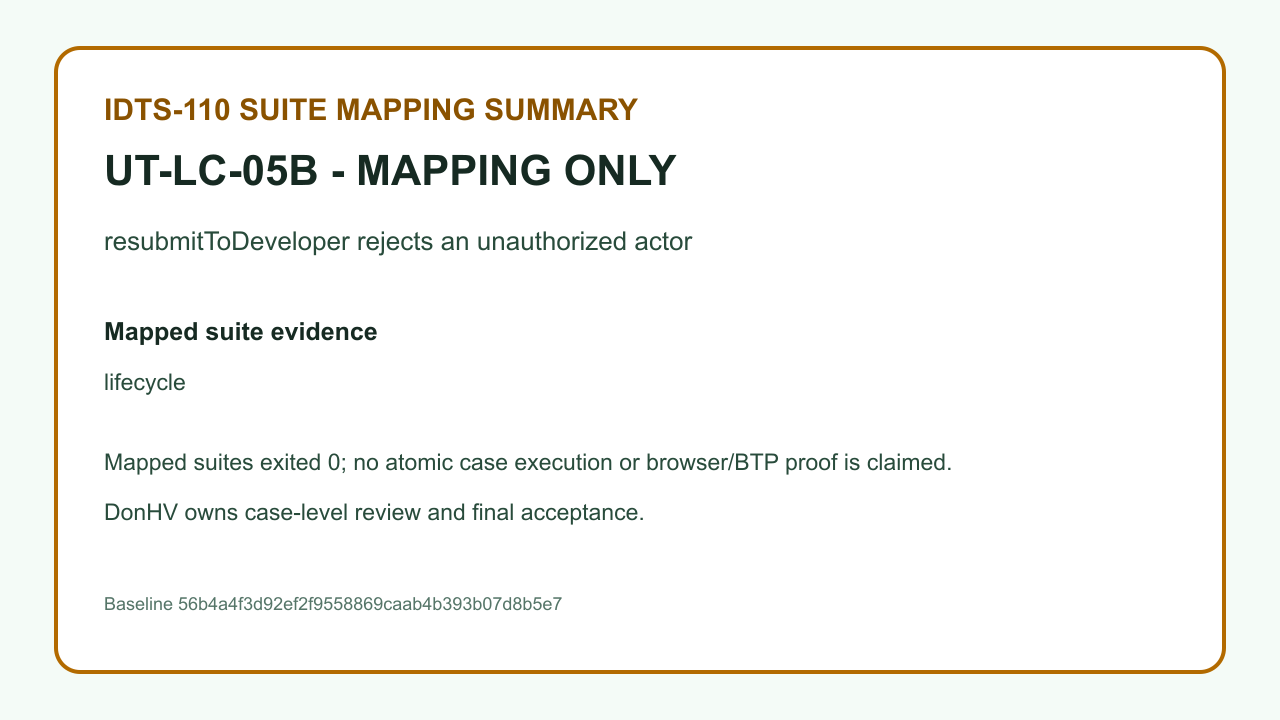 IDTS-110 SUITE MAPPING SUMMARY
UT-LC-05B - MAPPING ONLY
resubmitToDeveloper rejects an unauthorized actor
Mapped suite evidence
lifecycle
Mapped suites exited 0; no atomic case execution or browser/BTP proof is claimed.
DonHV owns case-level review and final acceptance.
Baseline 56b4a4f3d92ef2f9558869caab4b393b07d8b5e7